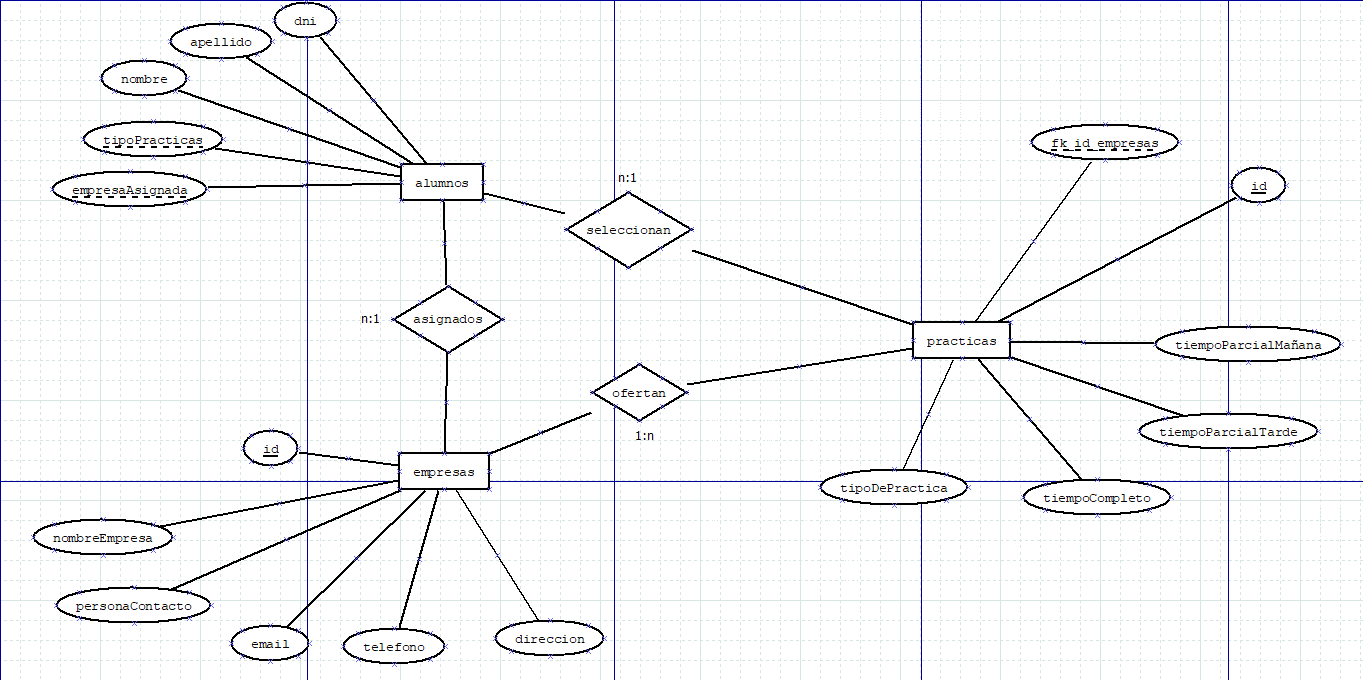 dni
apellido
nombre
tipoPracticas
empresaAsignada
alumnos
n:1
seleccionan
fk_id_empresas
id
n:1
asignados
practicas
tiempoParcialMañana
ofertan
1:n
tiempoParcialTarde
id
empresas
tipoDePractica
tiempoCompleto
nombreEmpresa
personaContacto
email
telefono
direccion